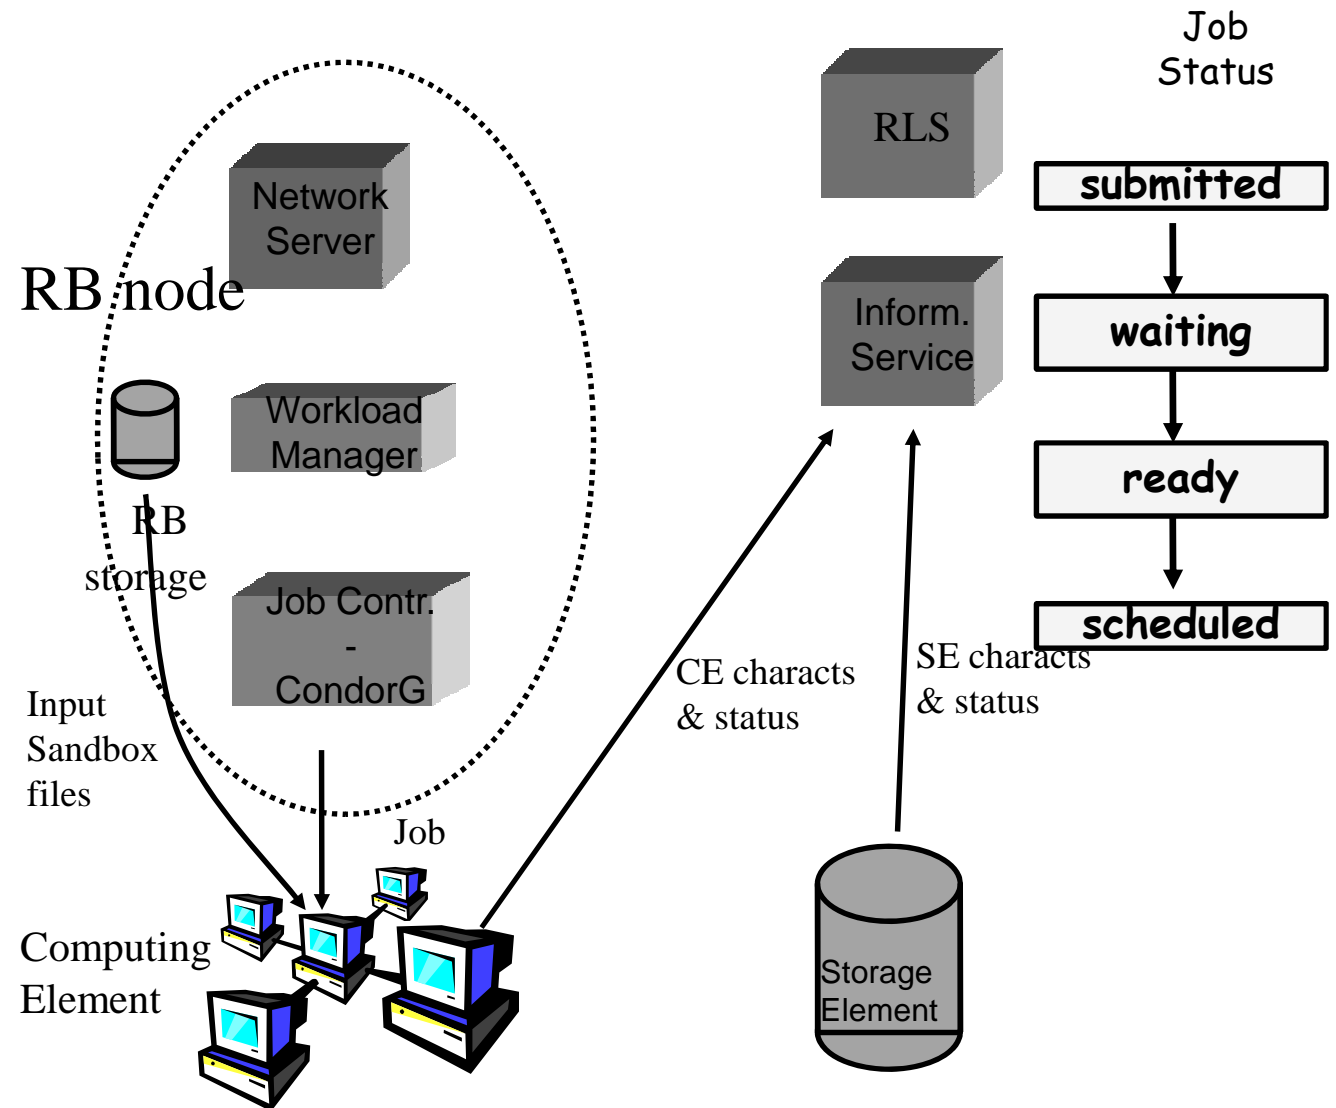 Job
Status
RLS
submitted
Network
Server
RB node
Inform.
Service
waiting
Workload
Manager
ready
RB
storage
Job Contr.
-
CondorG
scheduled
CE characts
& status
SE characts
& status
Input
Sandbox
files
Job
Computing
Element
Storage
Element